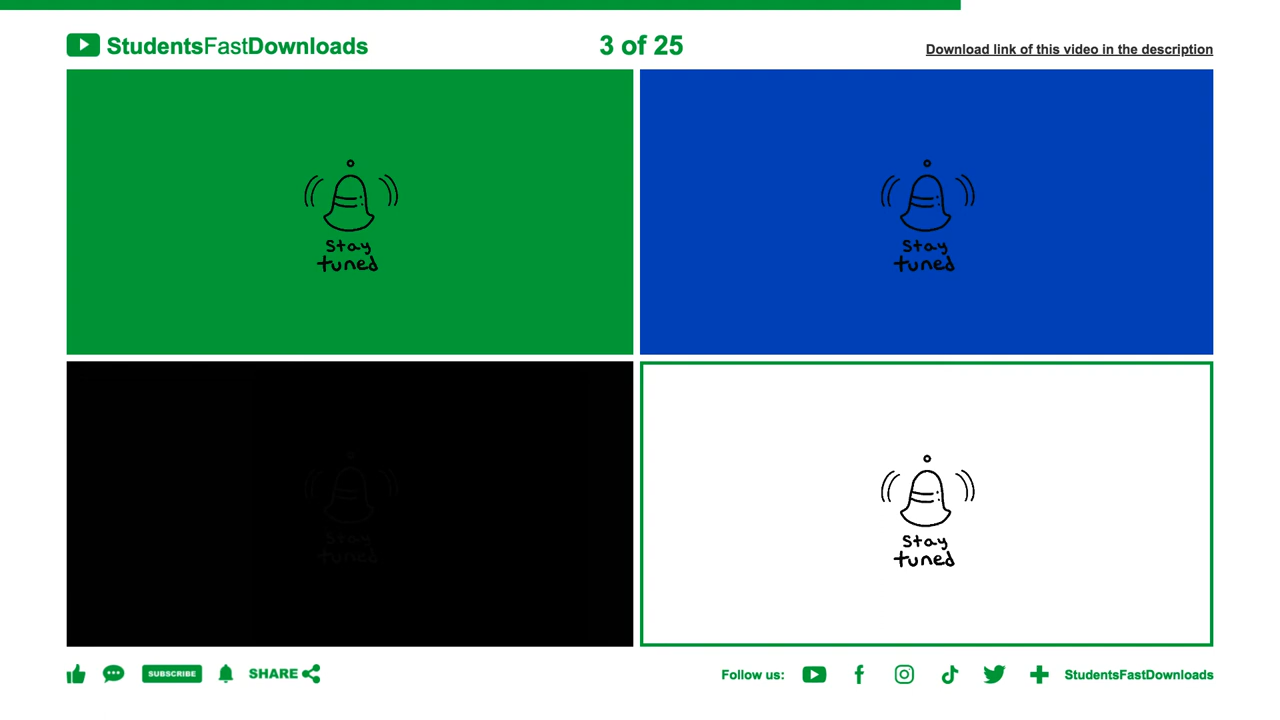 StudentsFastDownloads
3 of 25
Download link of this video in the description
Stay
tuned
Stay
tuned
Stay
tuned
Stay
tuned
SUBSCRIBE
SHARE
Follow us:
StudentsFastDownloads